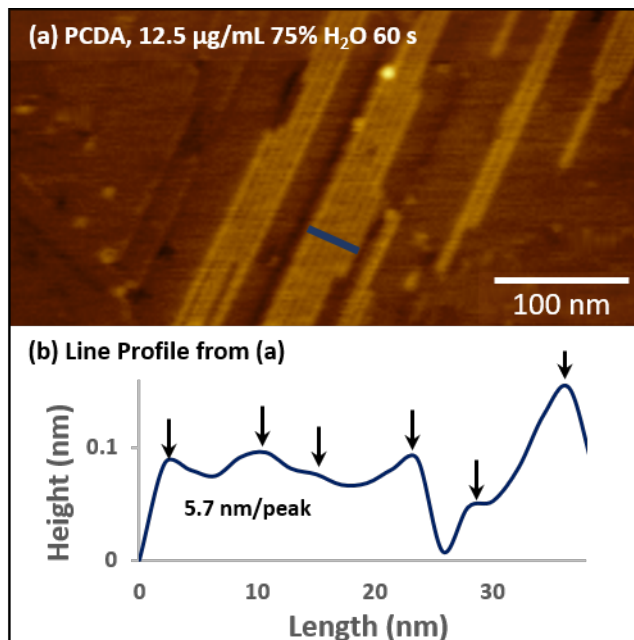 (a) PCDA, 12.5 µg/mL 75% H₂O 60 s
100 nm
(b) Line Profile from (a)
Height (nm)
0.1
0
5.7 nm/peak
0 10 20 30
Length (nm)